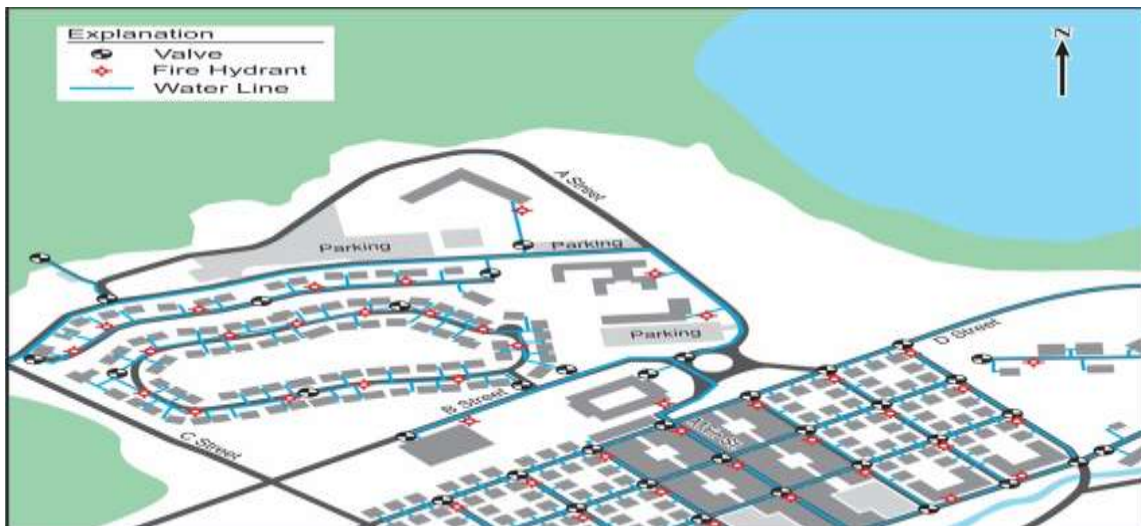 Explanation
Valve
Fire Hydrant
Water Line
N
A Street
Parking
Parking
Parking
D Street
B Street
C Street